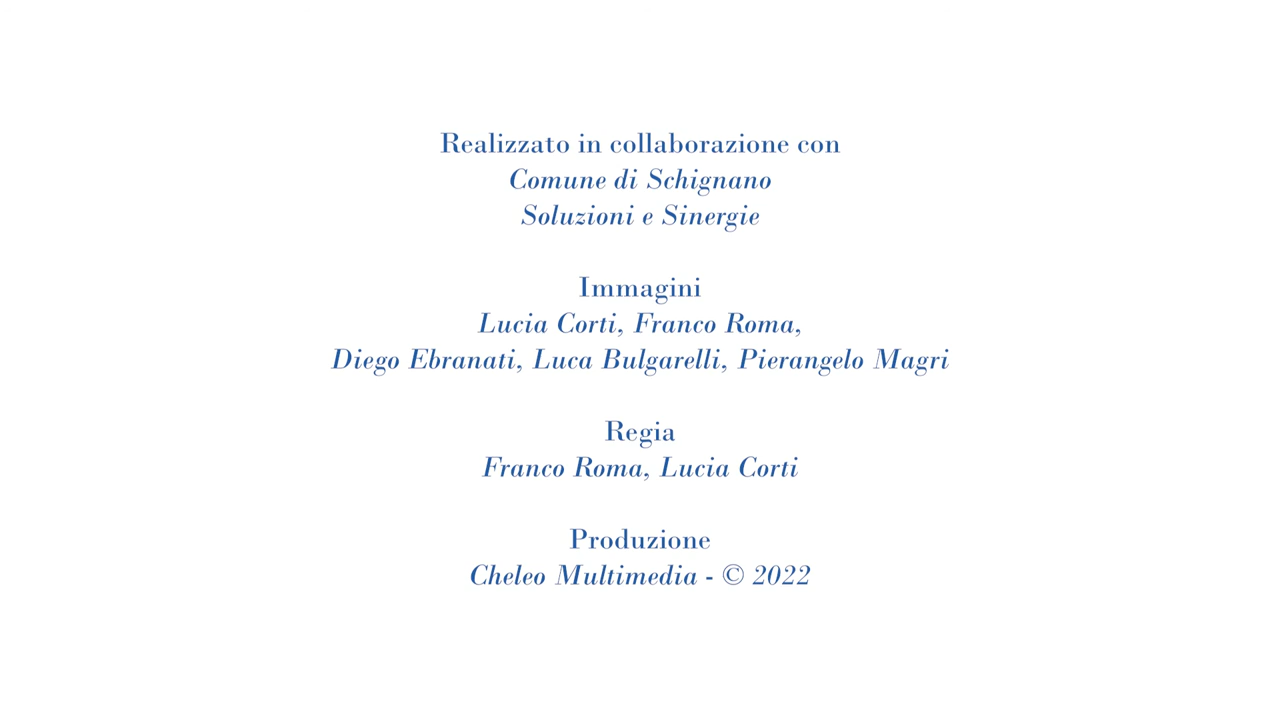 Realizzato in collaborazione con
Comune di Schignano
Soluzioni e Sinergie
Immagini
Lucia Corti, Franco Roma,
Diego Ebranati, Luca Bulgarelli, Pierangelo Magri
Regia
Franco Roma, Lucia Corti
Produzione
Cheleo Multimedia - © 2022